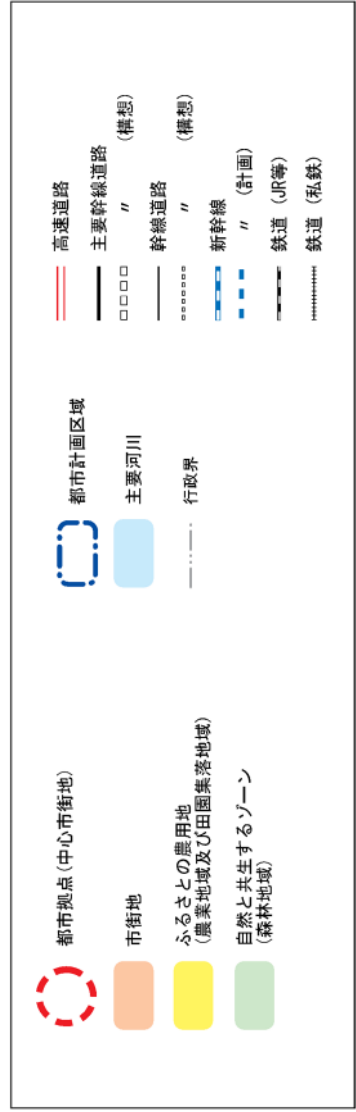 都市拠点(中心市街地)
市街地
ふるさとの農用地
(農業地域及び田園集落地域)
自然と共生するゾーン
(森林地域)
都市計画区域
主要河川
行政界
高速道路
主要幹線道路
〃 (構想)
幹線道路
〃 (構想)
新幹線
〃 (計画)
鉄道 (JR等)
鉄道 (私鉄)